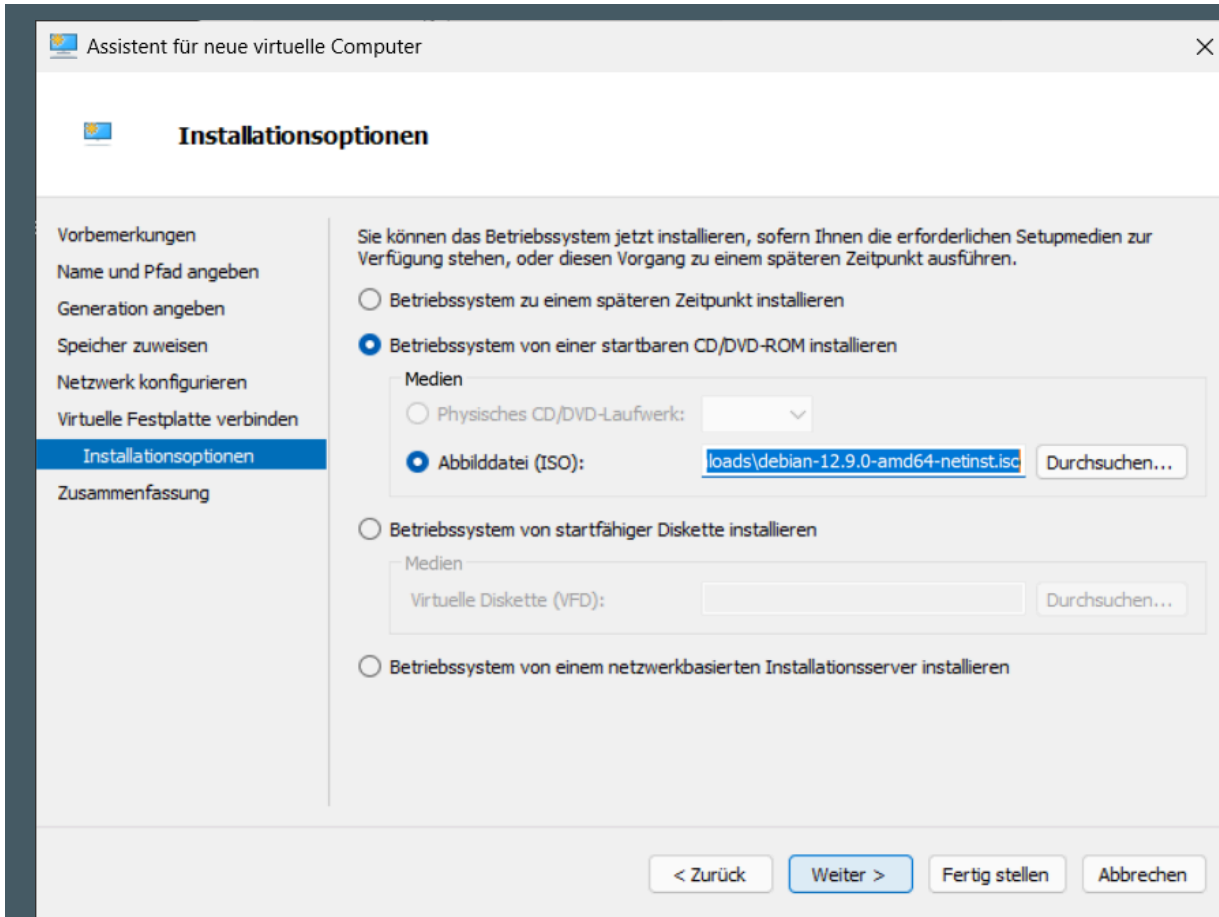 Assistent für neue virtuelle Computer
Installationsoptionen
Vorbemerkungen
Name und Pfad angeben
Generation angeben
Speicher zuweisen
Netzwerk konfigurieren
Virtuelle Festplatte verbinden
Installationsoptionen
Zusammenfassung
Sie können das Betriebssystem jetzt installieren, sofern Ihnen die erforderlichen Setupmedien zur
Verfügung stehen, oder diesen Vorgang zu einem späteren Zeitpunkt ausführen.
Betriebssystem zu einem späteren Zeitpunkt installieren
Betriebssystem von einer startbaren CD/DVD-ROM installieren
Medien
Physisches CD/DVD-Laufwerk:
Abbilddatei (ISO): loads\debian-12.9.0-amd64-netinst.iso Durchsuchen...
Betriebssystem von startfähiger Diskette installieren
Medien
Virtuelle Diskette (VFD): Durchsuchen...
Betriebssystem von einem netzwerkbasierten Installationsserver installieren
< Zurück Weiter > Fertig stellen Abbrechen